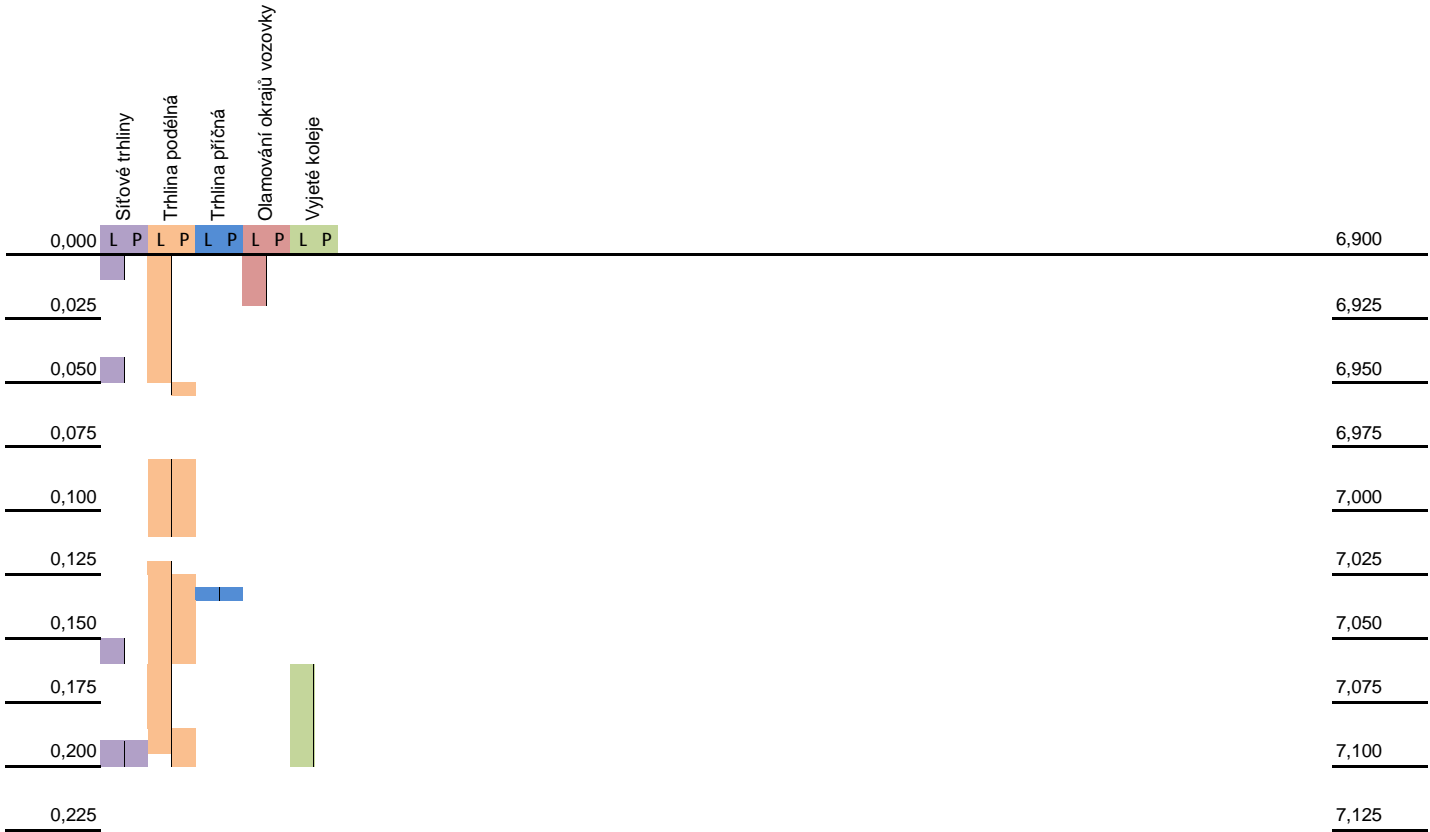 Síťové trhliny
Trhlina podélná
Trhlina příčná
Olamování okrajů vozovky
Vyjeté koleje
0,000 L P L P L P L P L P 6,900
0,025 6,925
0,050 6,950
0,075 6,975
0,100 7,000
0,125 7,025
0,150 7,050
0,175 7,075
0,200 7,100
0,225 7,125